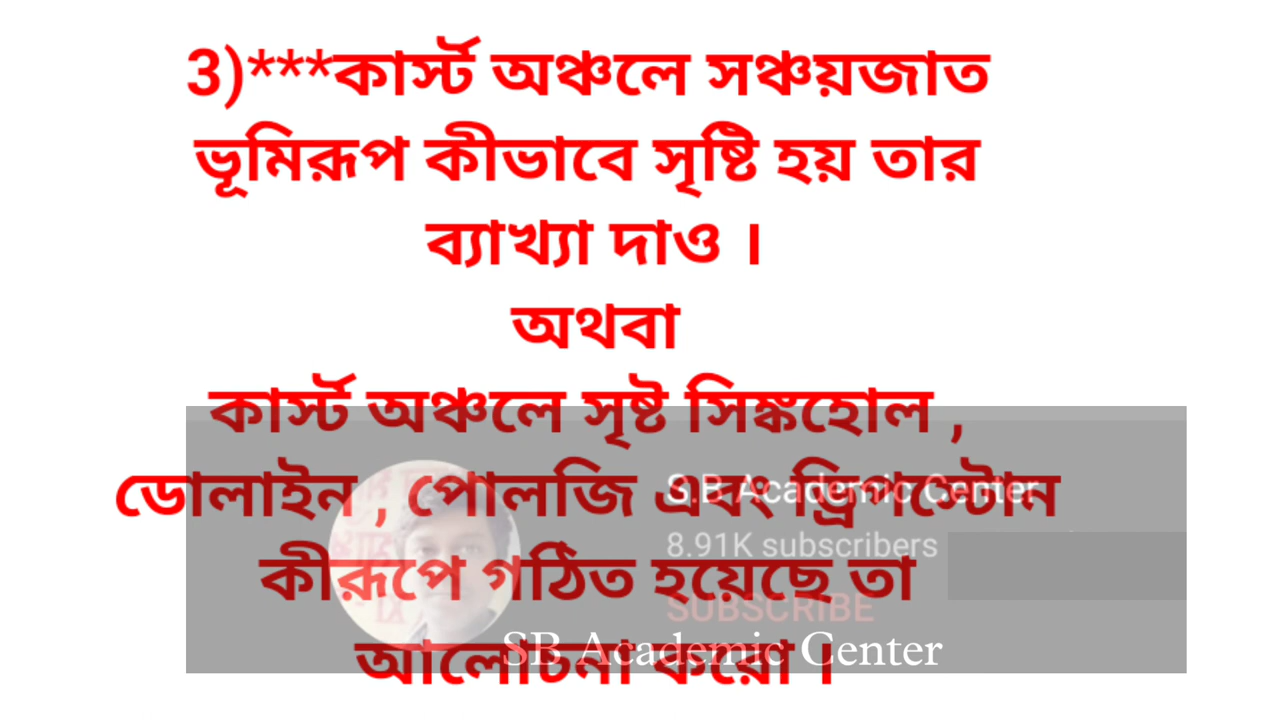 3)***কার্স্ট অঞ্চলে সঞ্চয়জাত
ভূমিরূপ কীভাবে সৃষ্টি হয় তার
ব্যাখ্যা দাও ।
অথবা
কার্স্ট অঞ্চলে সৃষ্ট সিঙ্কহোল ,
ডোলাইন , পোলজি এবং ড্রিপস্টোন
S.B Academic Center
8.91K subscribers
কীরূপে গঠিত হয়েছে তা
SUBSCRIBE
আলোচনা করো ।
SB Academic Center